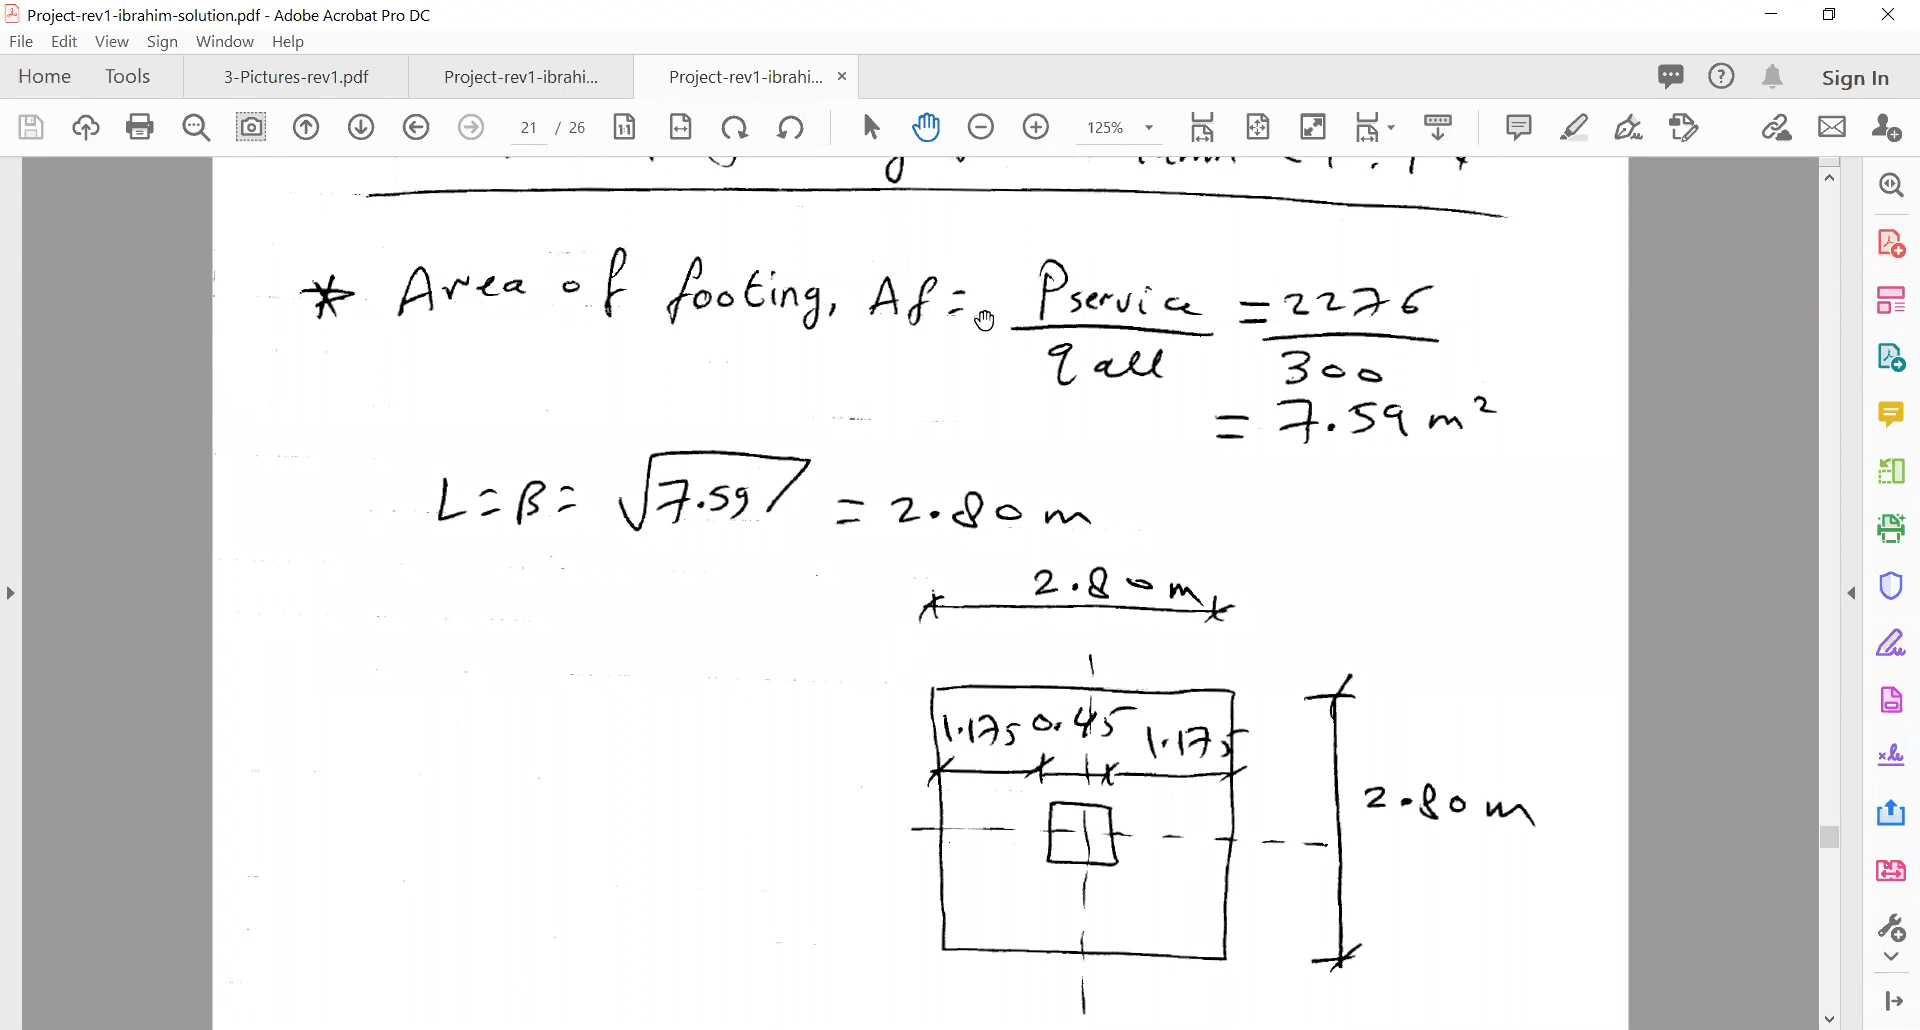 Project-rev1-ibrahim-solution.pdf - Adobe Acrobat Pro DC
File Edit View Sign Window Help
Home Tools 3-Pictures-rev1.pdf Project-rev1-ibrahi... Project-rev1-ibrahi... × Sign In
21 / 26 125%
* Area of footing, Af = Pservice = 2276
q all 300
= 7.59 m²
L = B = √7.59 = 2.80 m
2.80 m
1.175 0.45 1.175
2.80 m